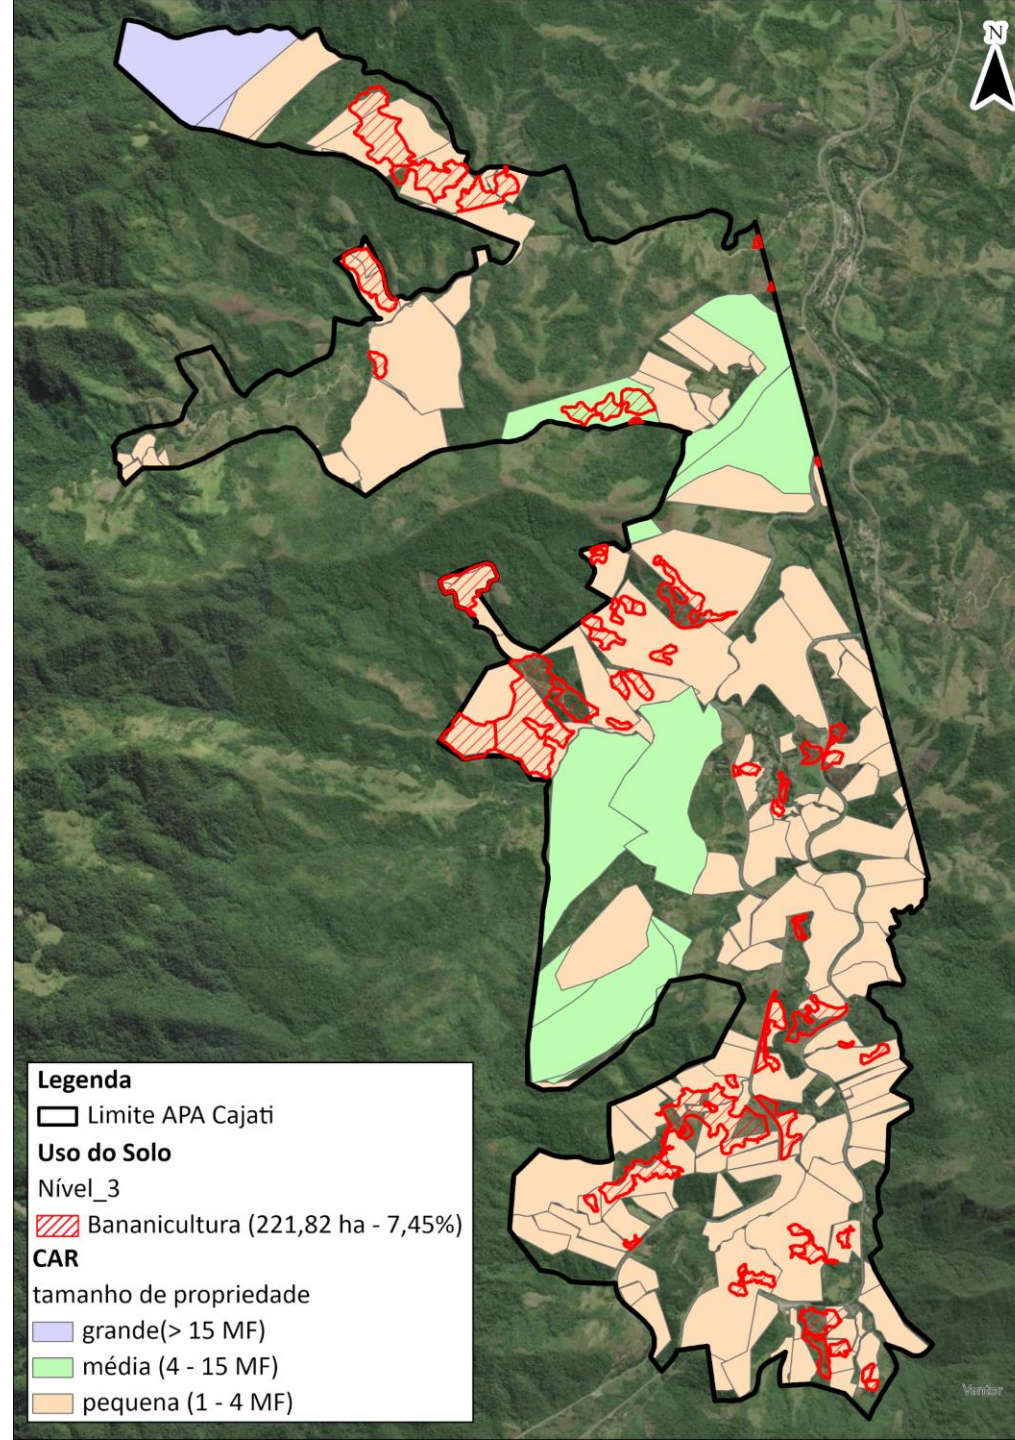 N
Legenda
Limite APA Cajati
Uso do Solo
Nível_3
Bananicultura (221,82 ha - 7,45%)
CAR
tamanho de propriedade
grande(> 15 MF)
média (4 - 15 MF)
pequena (1 - 4 MF)
Vantor